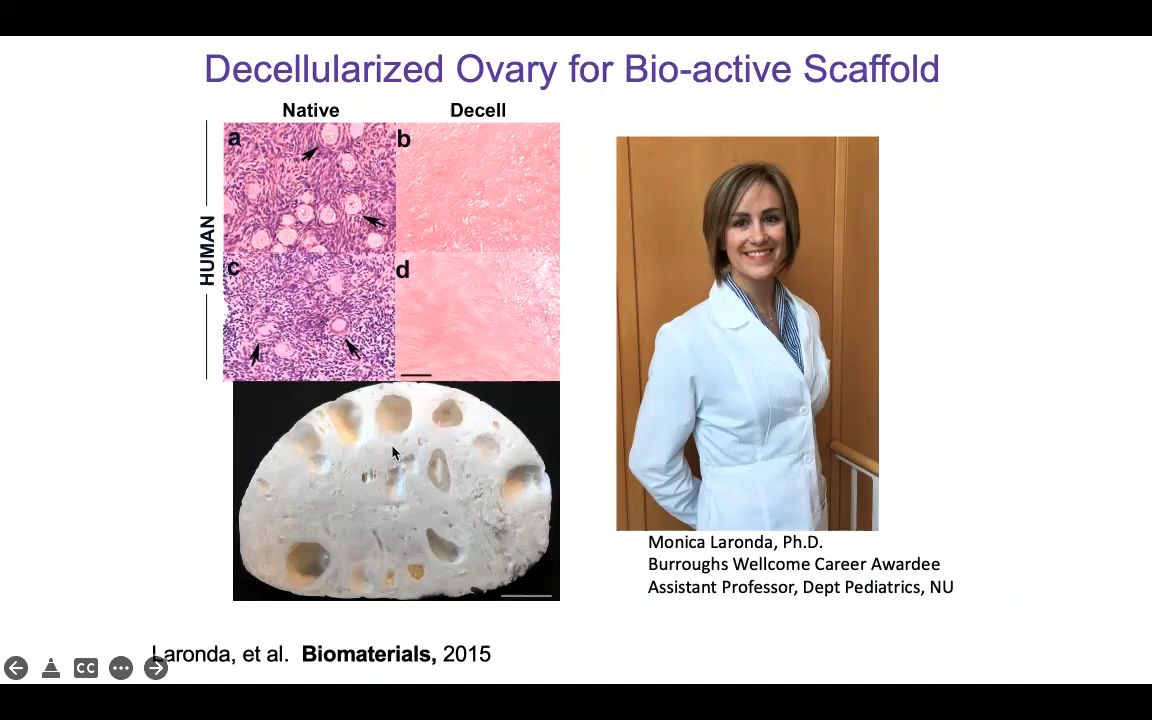 Decellularized Ovary for Bio-active Scaffold
Native
Decell
HUMAN
a
b
c
d
Monica Laronda, Ph.D.
Burroughs Wellcome Career Awardee
Assistant Professor, Dept Pediatrics, NU
Laronda, et al. Biomaterials, 2015
CC